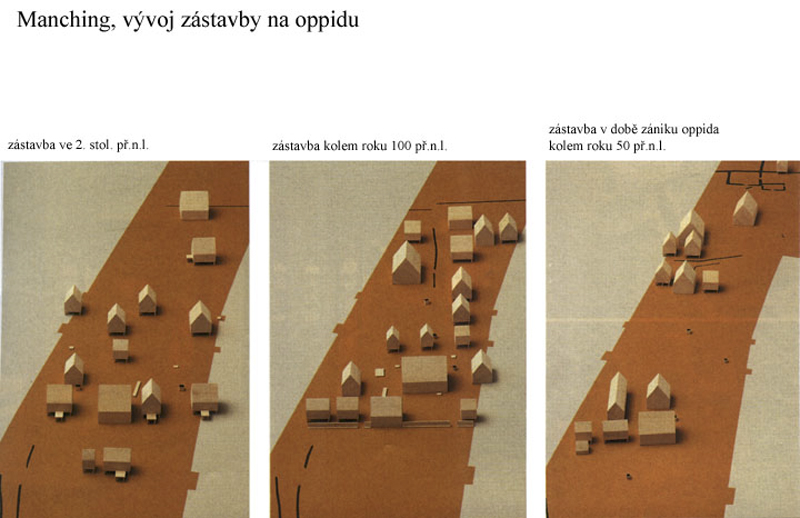 Manching, vývoj zástavby na oppidu
zástavba ve 2. stol. př.n.l.
zástavba kolem roku 100 př.n.l.
zástavba v době zániku oppida
kolem roku 50 př.n.l.